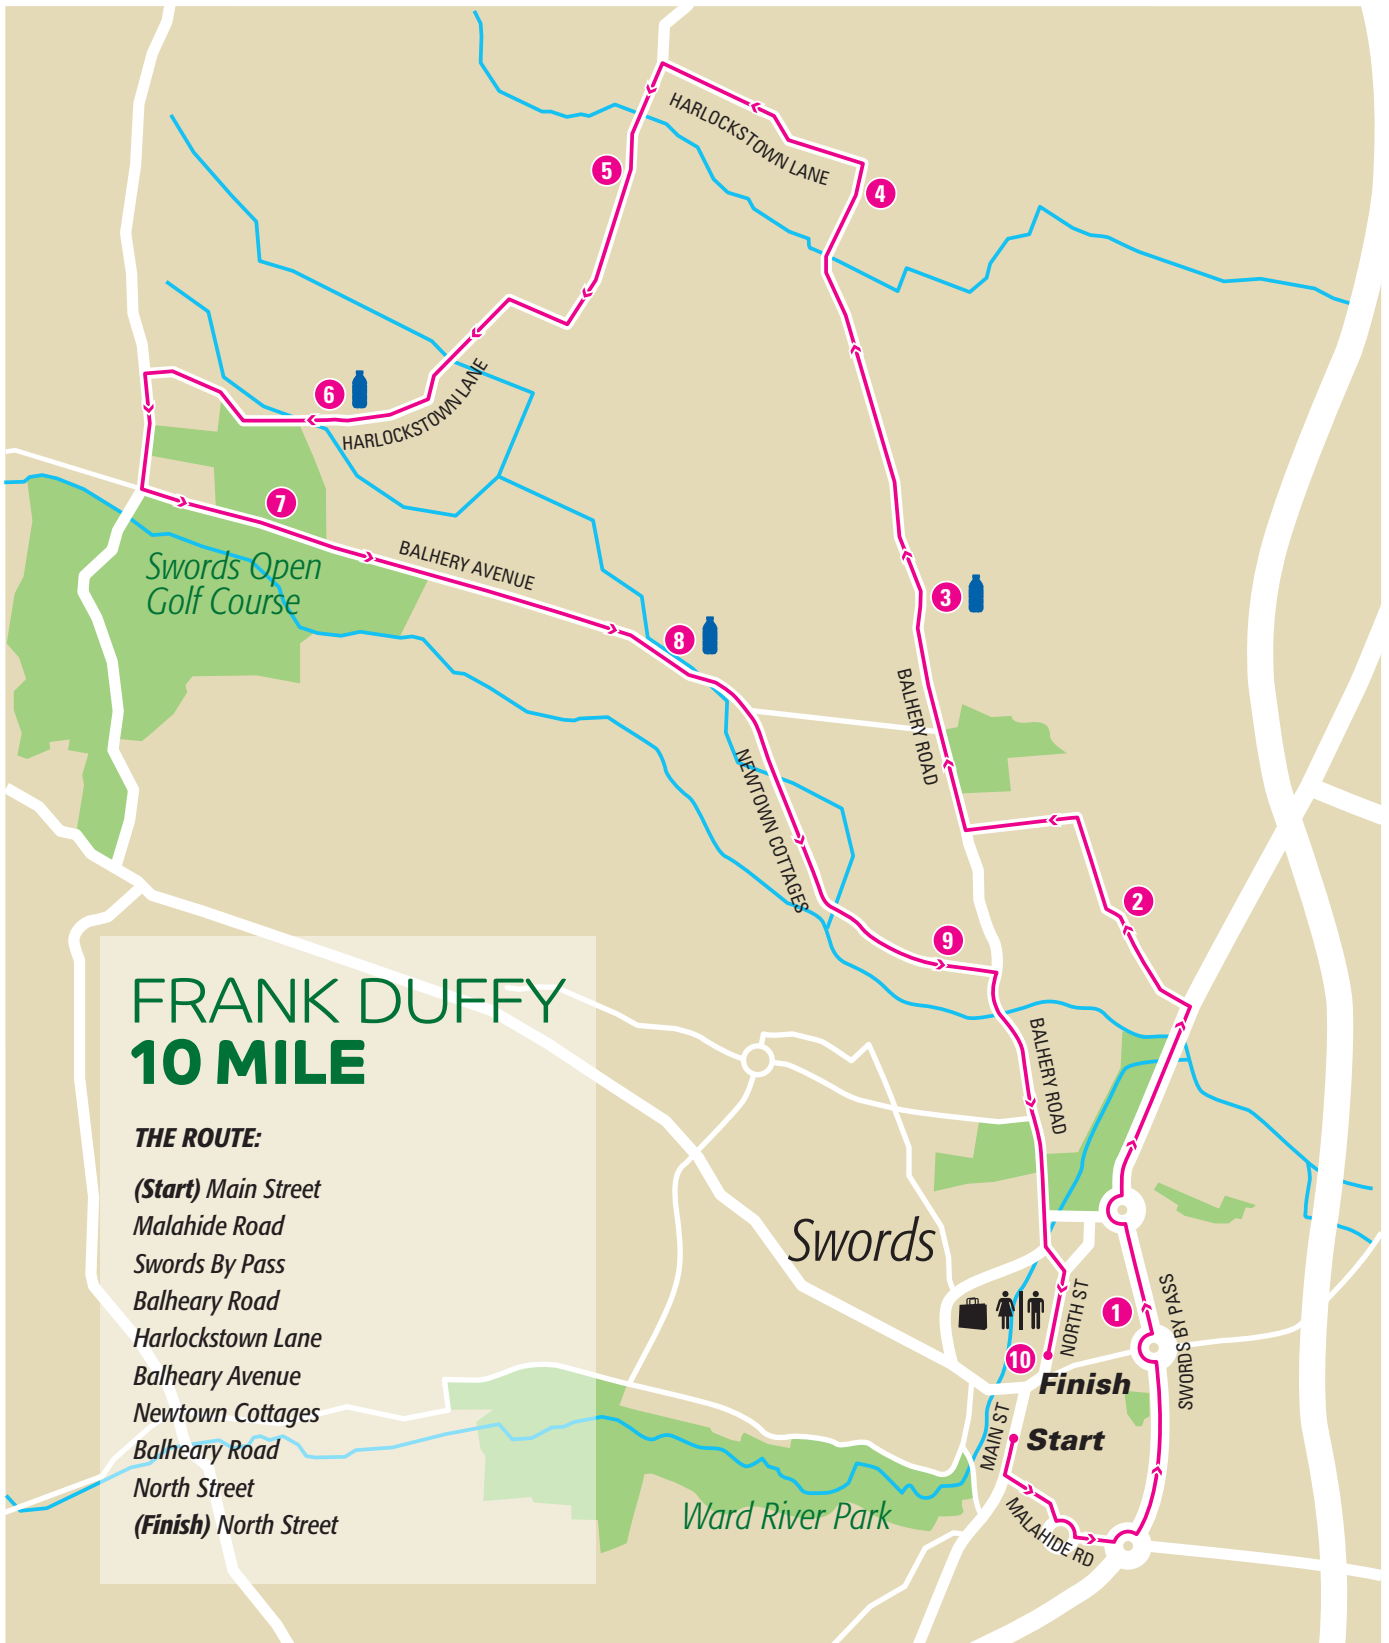 HARLOCKSTOWN LANE
4
5
6
HARLOCKSTOWN LANE
7
BALHERY AVENUE
Swords Open
Golf Course
3
8
BALHERY ROAD
NEWTOWN COTTAGES
2
9
FRANK DUFFY
10 MILE
THE ROUTE:
(Start) Main Street
Malahide Road
Swords By Pass
Balheary Road
Harlockstown Lane
Balheary Avenue
Newtown Cottages
Balheary Road
North Street
(Finish) North Street
BALHERY ROAD
Swords
NORTH ST
1
SWORDS BY PASS
10
Finish
MAIN ST
Start
MALAHIDE RD
Ward River Park